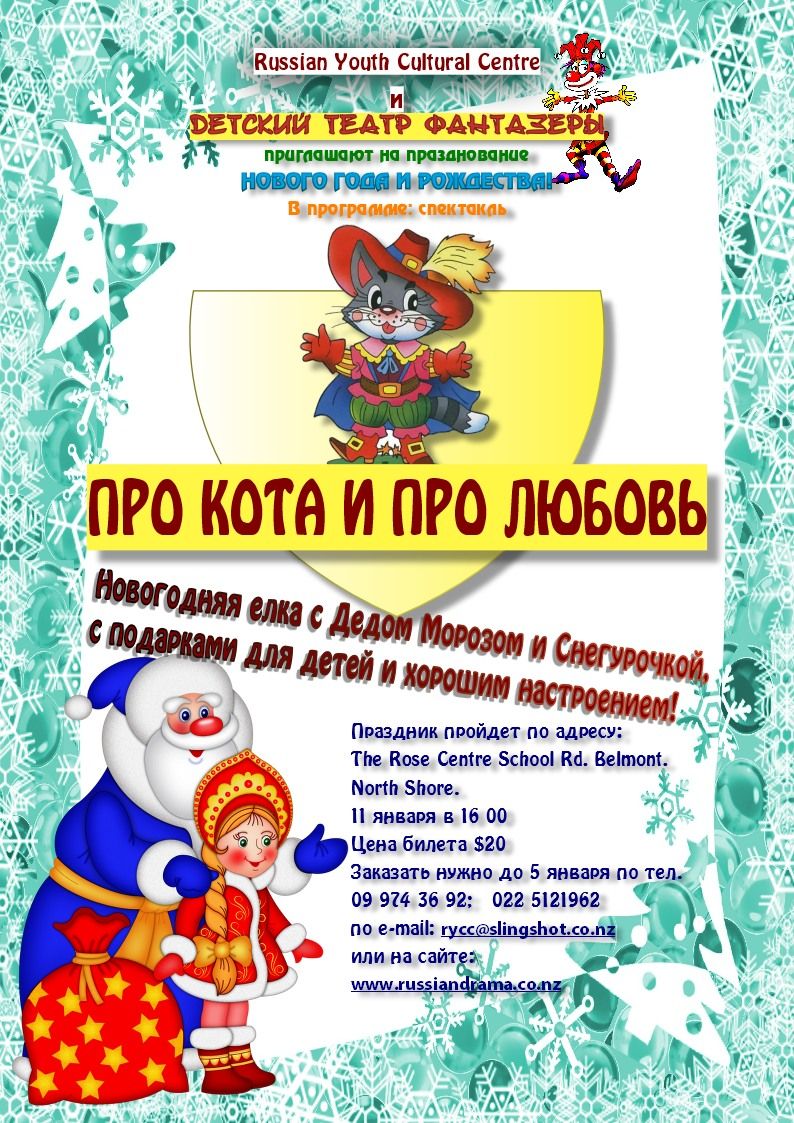 Russian Youth Cultural Centre
и
ДЕТСКИЙ ТЕАТР ФАНТАЗЕРЫ
приглашают на празднование
НОВОГО ГОДА И РОЖДЕСТВА!
В программе: спектакль
ПРО КОТА И ПРО ЛЮБОВЬ
Новогодняя елка с Дедом Морозом и Снегурочкой,
с подарками для детей и хорошим настроением!
Праздник пройдет по адресу:
The Rose Centre School Rd. Belmont.
North Shore.
11 января в 16 00
Цена билета $20
Заказать нужно до 5 января по тел.
09 974 36 92; 022 5121962
по e-mail: rycc@slingshot.co.nz
или на сайте:
www.russiandrama.co.nz